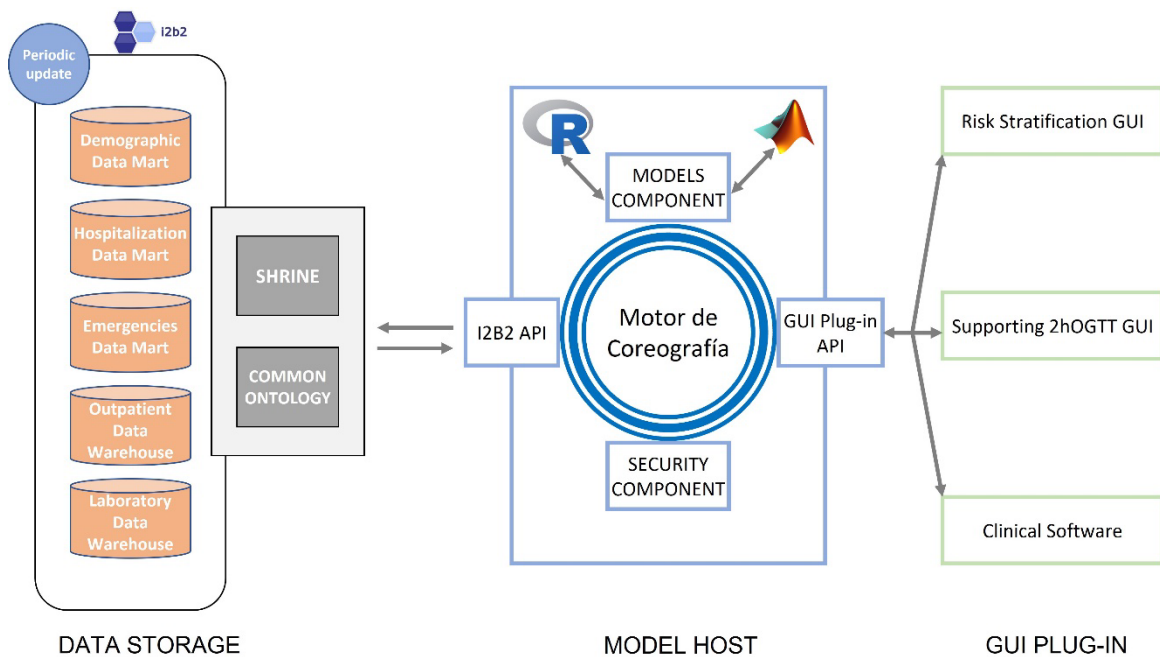 i2b2
Periodic
update
Demographic
Data Mart
Hospitalization
Data Mart
Emergencies
Data Mart
Outpatient
Data
Warehouse
Laboratory
Data
Warehouse
SHRINE
COMMON
ONTOLOGY
DATA STORAGE
R
MODELS
COMPONENT
I2B2 API
Motor de
Coreografía
GUI Plug-in
API
SECURITY
COMPONENT
MODEL HOST
Risk Stratification GUI
Supporting 2hOGTT GUI
Clinical Software
GUI PLUG-IN